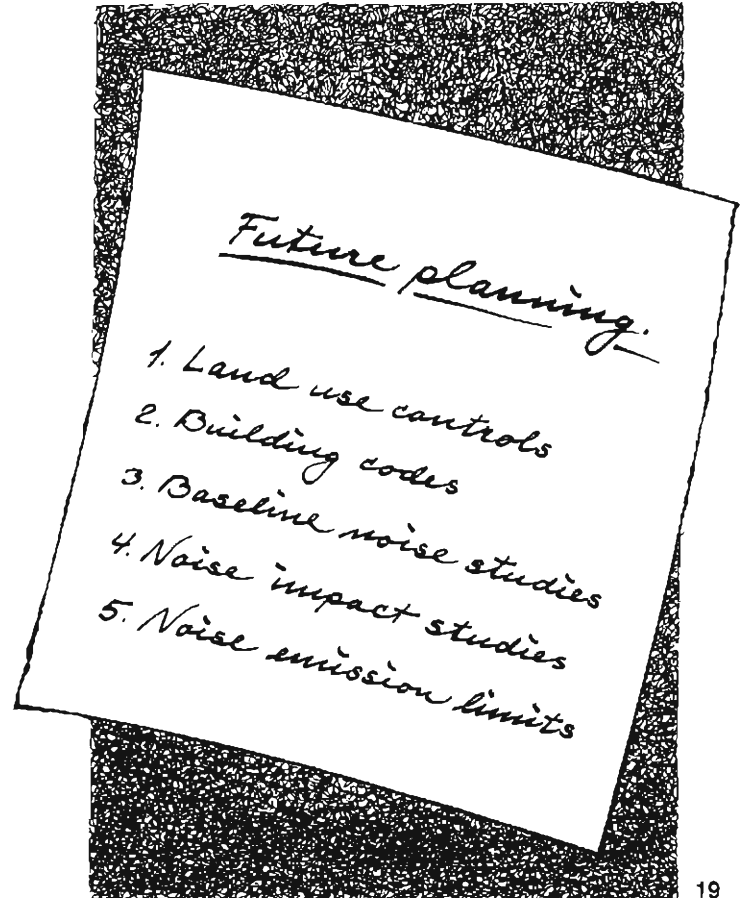 Future planning.
1. Land use controls
2. Building codes
3. Baseline noise studies
4. Noise impact studies
5. Noise emission limits
19